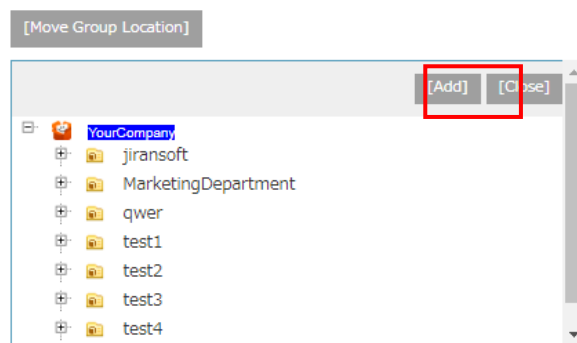 [Move Group Location]
[Add] [Close]
YourCompany
jiransoft
MarketingDepartment
qwer
test1
test2
test3
test4